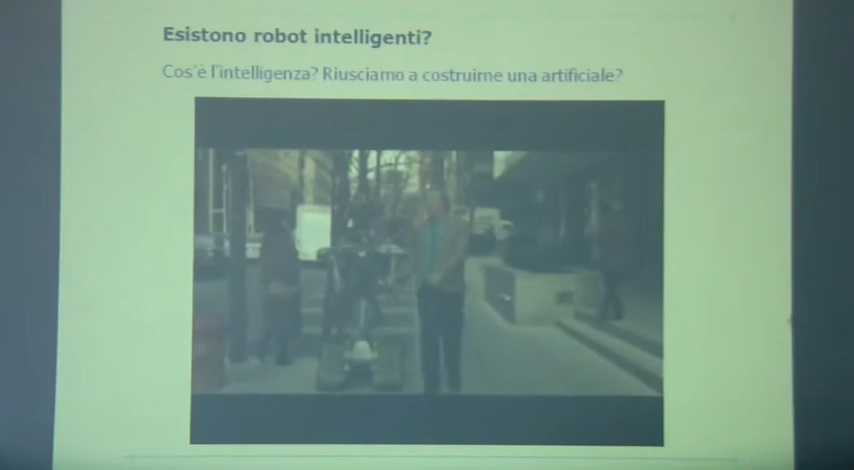 Esistono robot intelligenti?
Cos'è l'intelligenza? Riusciamo a costruirne una artificiale?